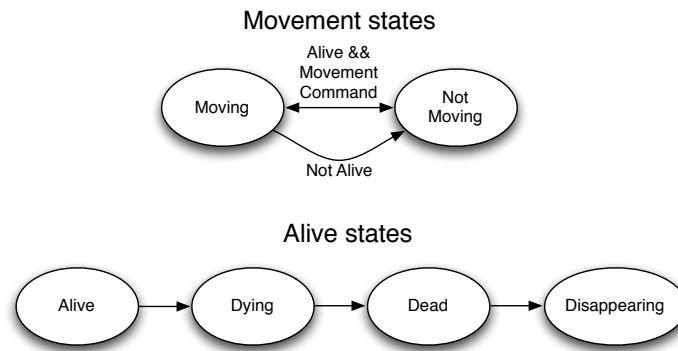 Movement states
Alive &&
Movement
Command
Moving
Not
Moving
Not Alive
Alive states
Alive
Dying
Dead
Disappearing